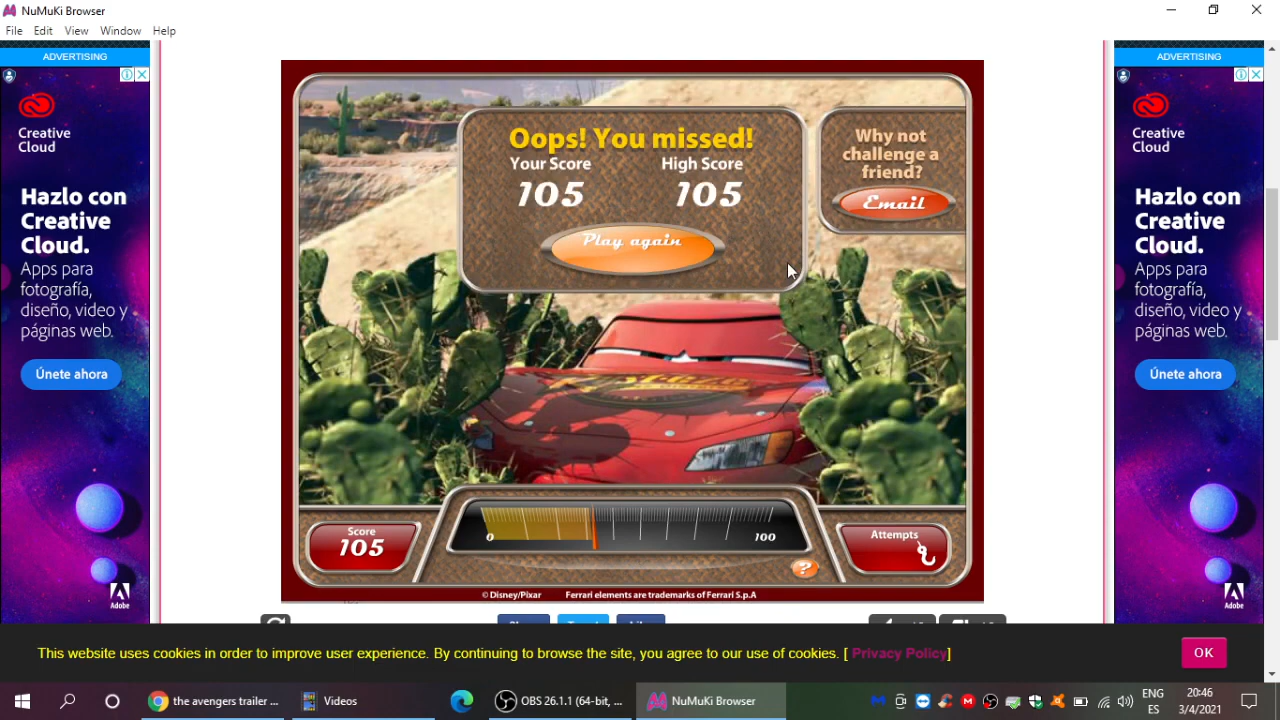 NuMuKi Browser
File Edit View Window Help
ADVERTISING
Creative
Cloud
Hazlo con
Creative
Cloud.
Apps para
fotografía,
diseño, video y
páginas web.
Únete ahora
Adobe
Oops! You missed!
Your Score High Score
105 105
Play again
Why not
challenge a
friend?
Email
0 100
Score
105
Attempts
?
© Disney/Pixar Ferrari elements are trademarks of Ferrari S.p.A
ADVERTISING
Creative
Cloud
Hazlo con
Creative
Cloud.
Apps para
fotografía,
diseño, video y
páginas web.
Únete ahora
Adobe
This website uses cookies in order to improve user experience. By continuing to browse the site, you agree to our use of cookies. [ Privacy Policy]
OK
the avengers trailer ... Videos OBS 26.1.1 (64-bit, ... NuMuKi Browser
ENG 20:46
ES 3/4/2021